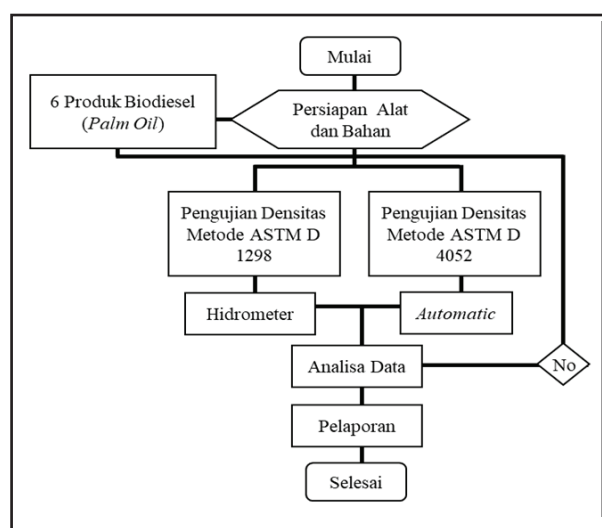 Mulai
6 Produk Biodiesel
(Palm Oil)
Persiapan Alat
dan Bahan
Pengujian Densitas
Metode ASTM D
1298
Pengujian Densitas
Metode ASTM D
4052
Hidrometer
Automatic
Analisa Data
No
Pelaporan
Selesai